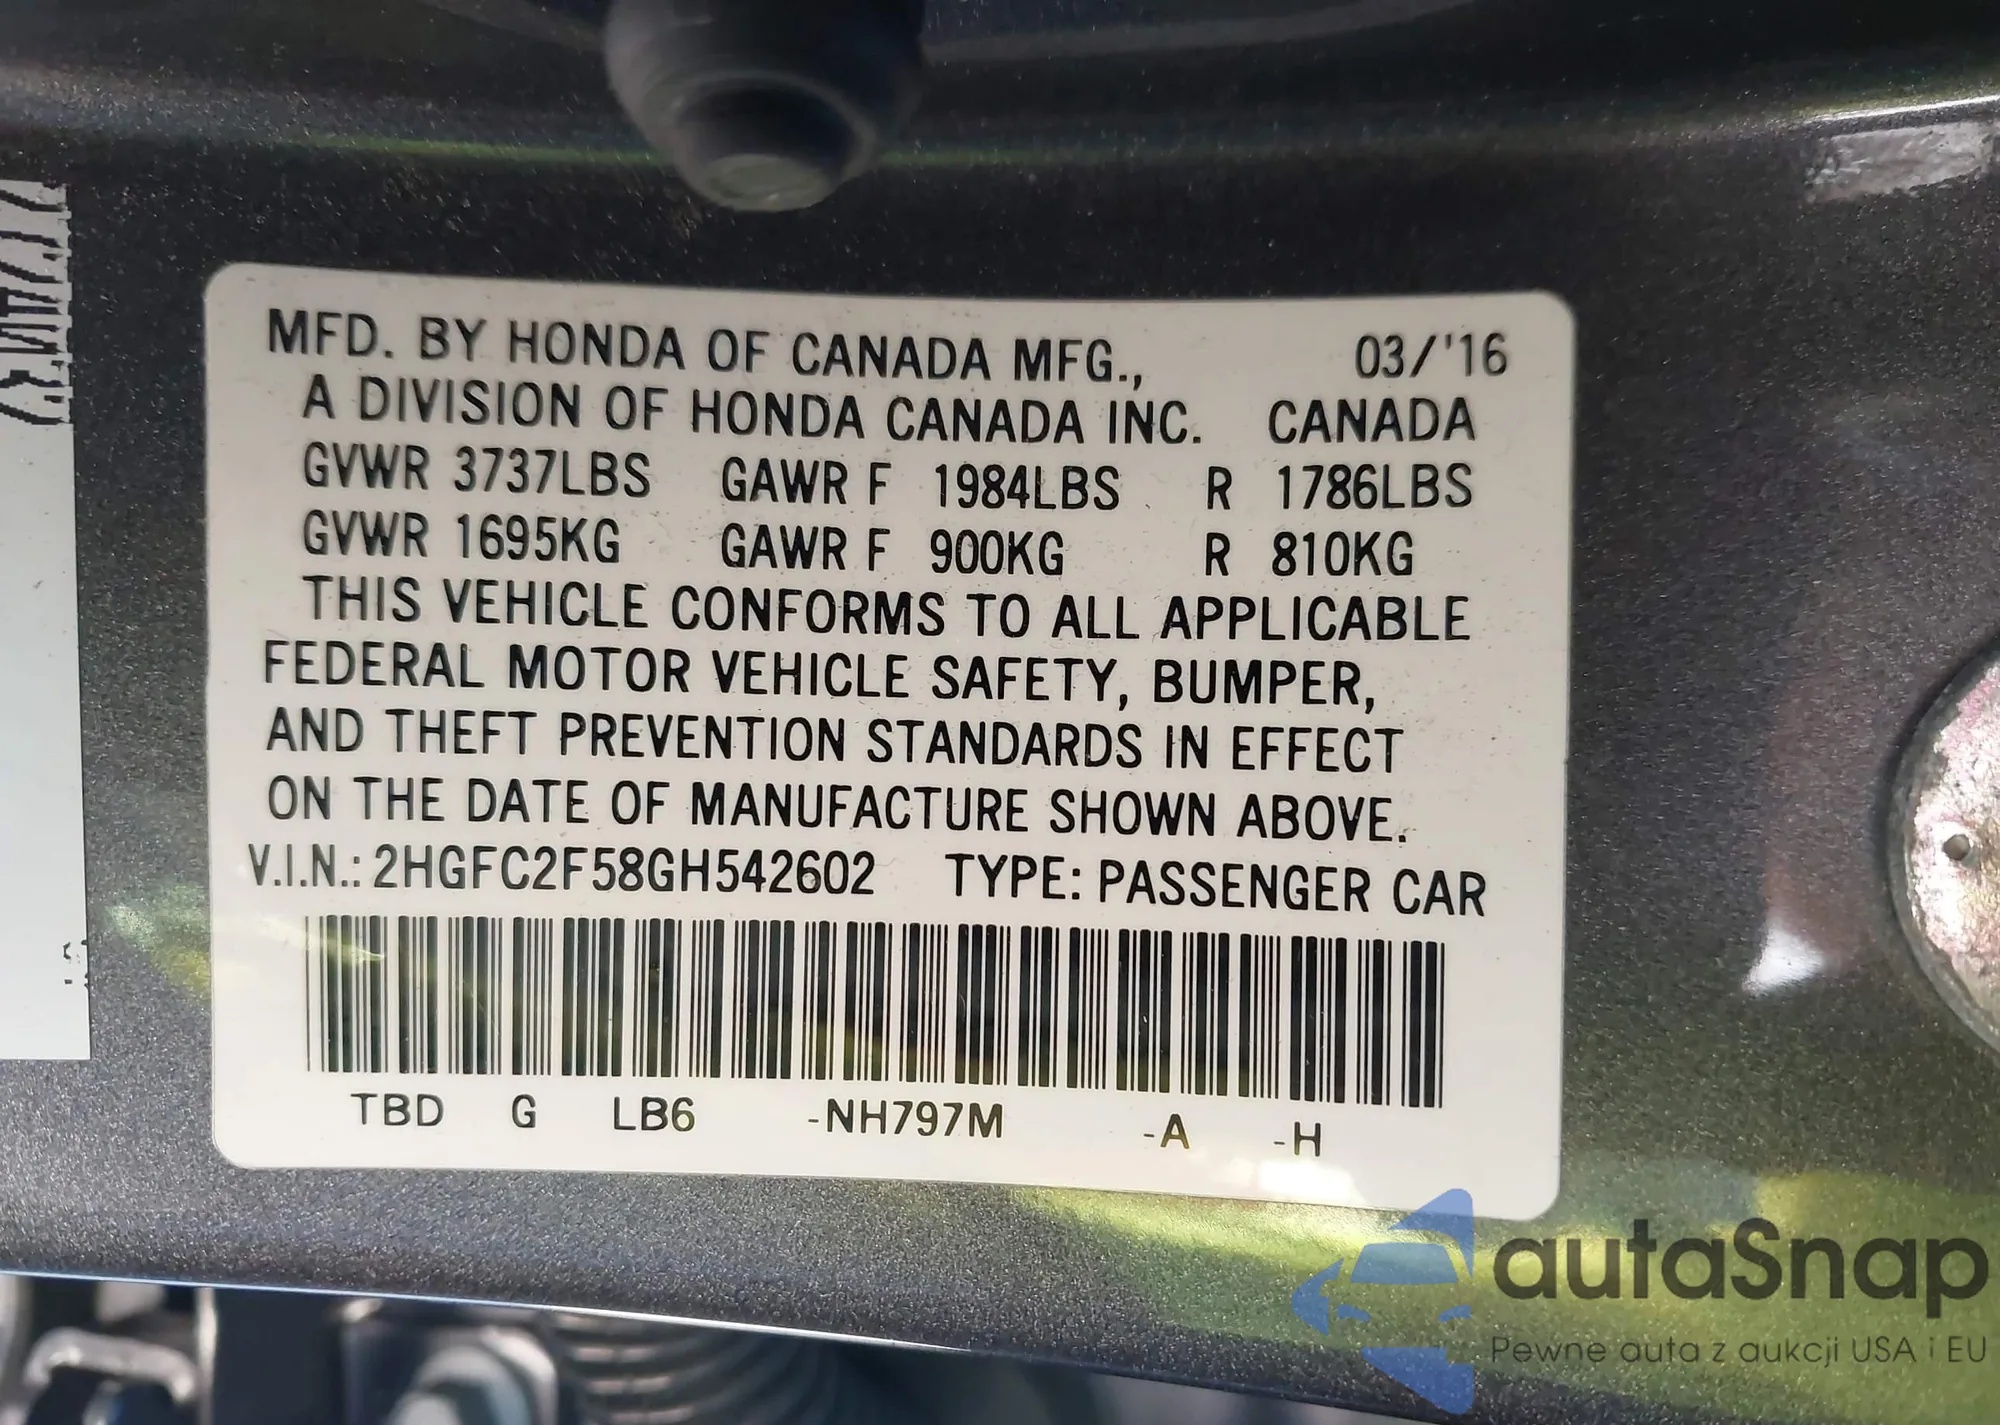 MFD. BY HONDA OF CANADA MFG., 03/'16
A DIVISION OF HONDA CANADA INC. CANADA
GVWR 3737LBS GAWR F 1984LBS R 1786LBS
GVWR 1695KG GAWR F 900KG R 810KG
THIS VEHICLE CONFORMS TO ALL APPLICABLE
FEDERAL MOTOR VEHICLE SAFETY, BUMPER,
AND THEFT PREVENTION STANDARDS IN EFFECT
ON THE DATE OF MANUFACTURE SHOWN ABOVE.
V.I.N.: 2HGFC2F58GH542602 TYPE: PASSENGER CAR
TBD G LB6 -NH797M -A -H
autaSnap
Pewne auta z aukcji USA i EU